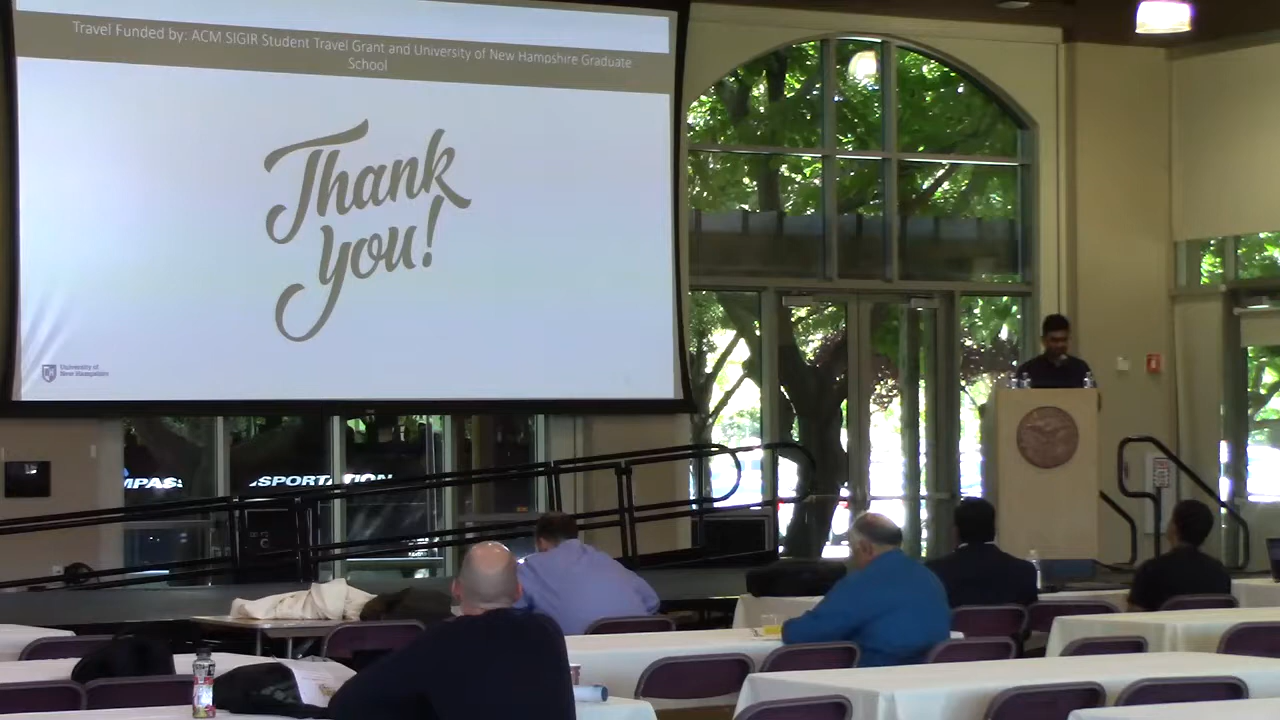 Travel Funded by: ACM SIGIR Student Travel Grant and University of New Hampshire Graduate
School
Thank
you!
University of
New Hampshire
MPAS
SPORTATION